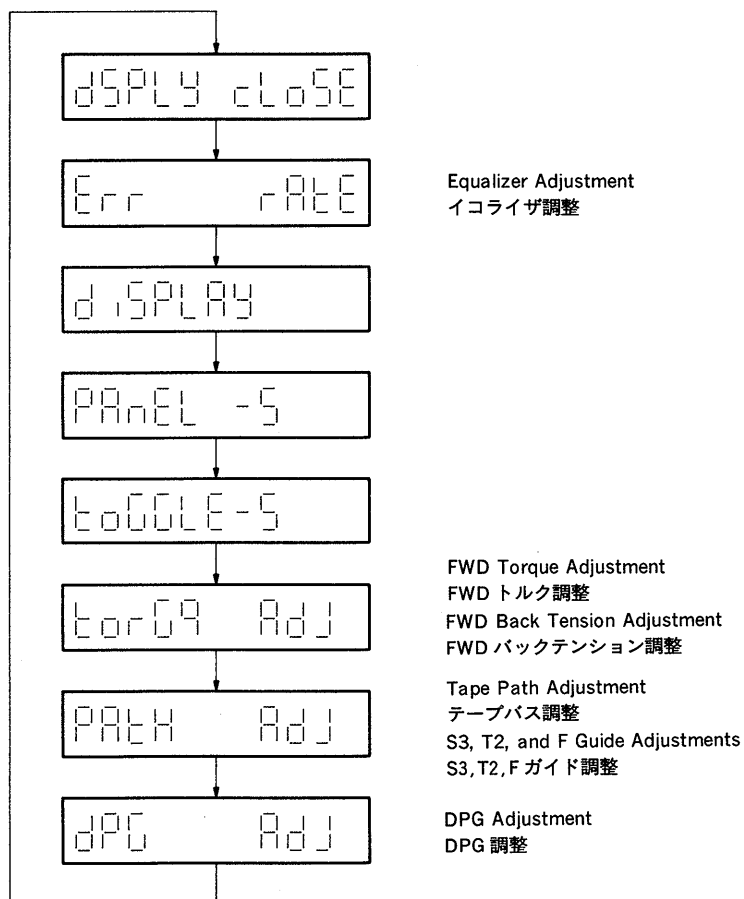 dSPLY cLoSE
Err rAtE
Equalizer Adjustment
イコライザ調整
diSPLAY
PAnEL -S
toGGLE-S
torGq AdJ
FWD Torque Adjustment
FWD トルク調整
FWD Back Tension Adjustment
FWD バックテンション調整
PAtH AdJ
Tape Path Adjustment
テープパス調整
S3, T2, and F Guide Adjustments
S3,T2,F ガイド調整
dPG AdJ
DPG Adjustment
DPG 調整